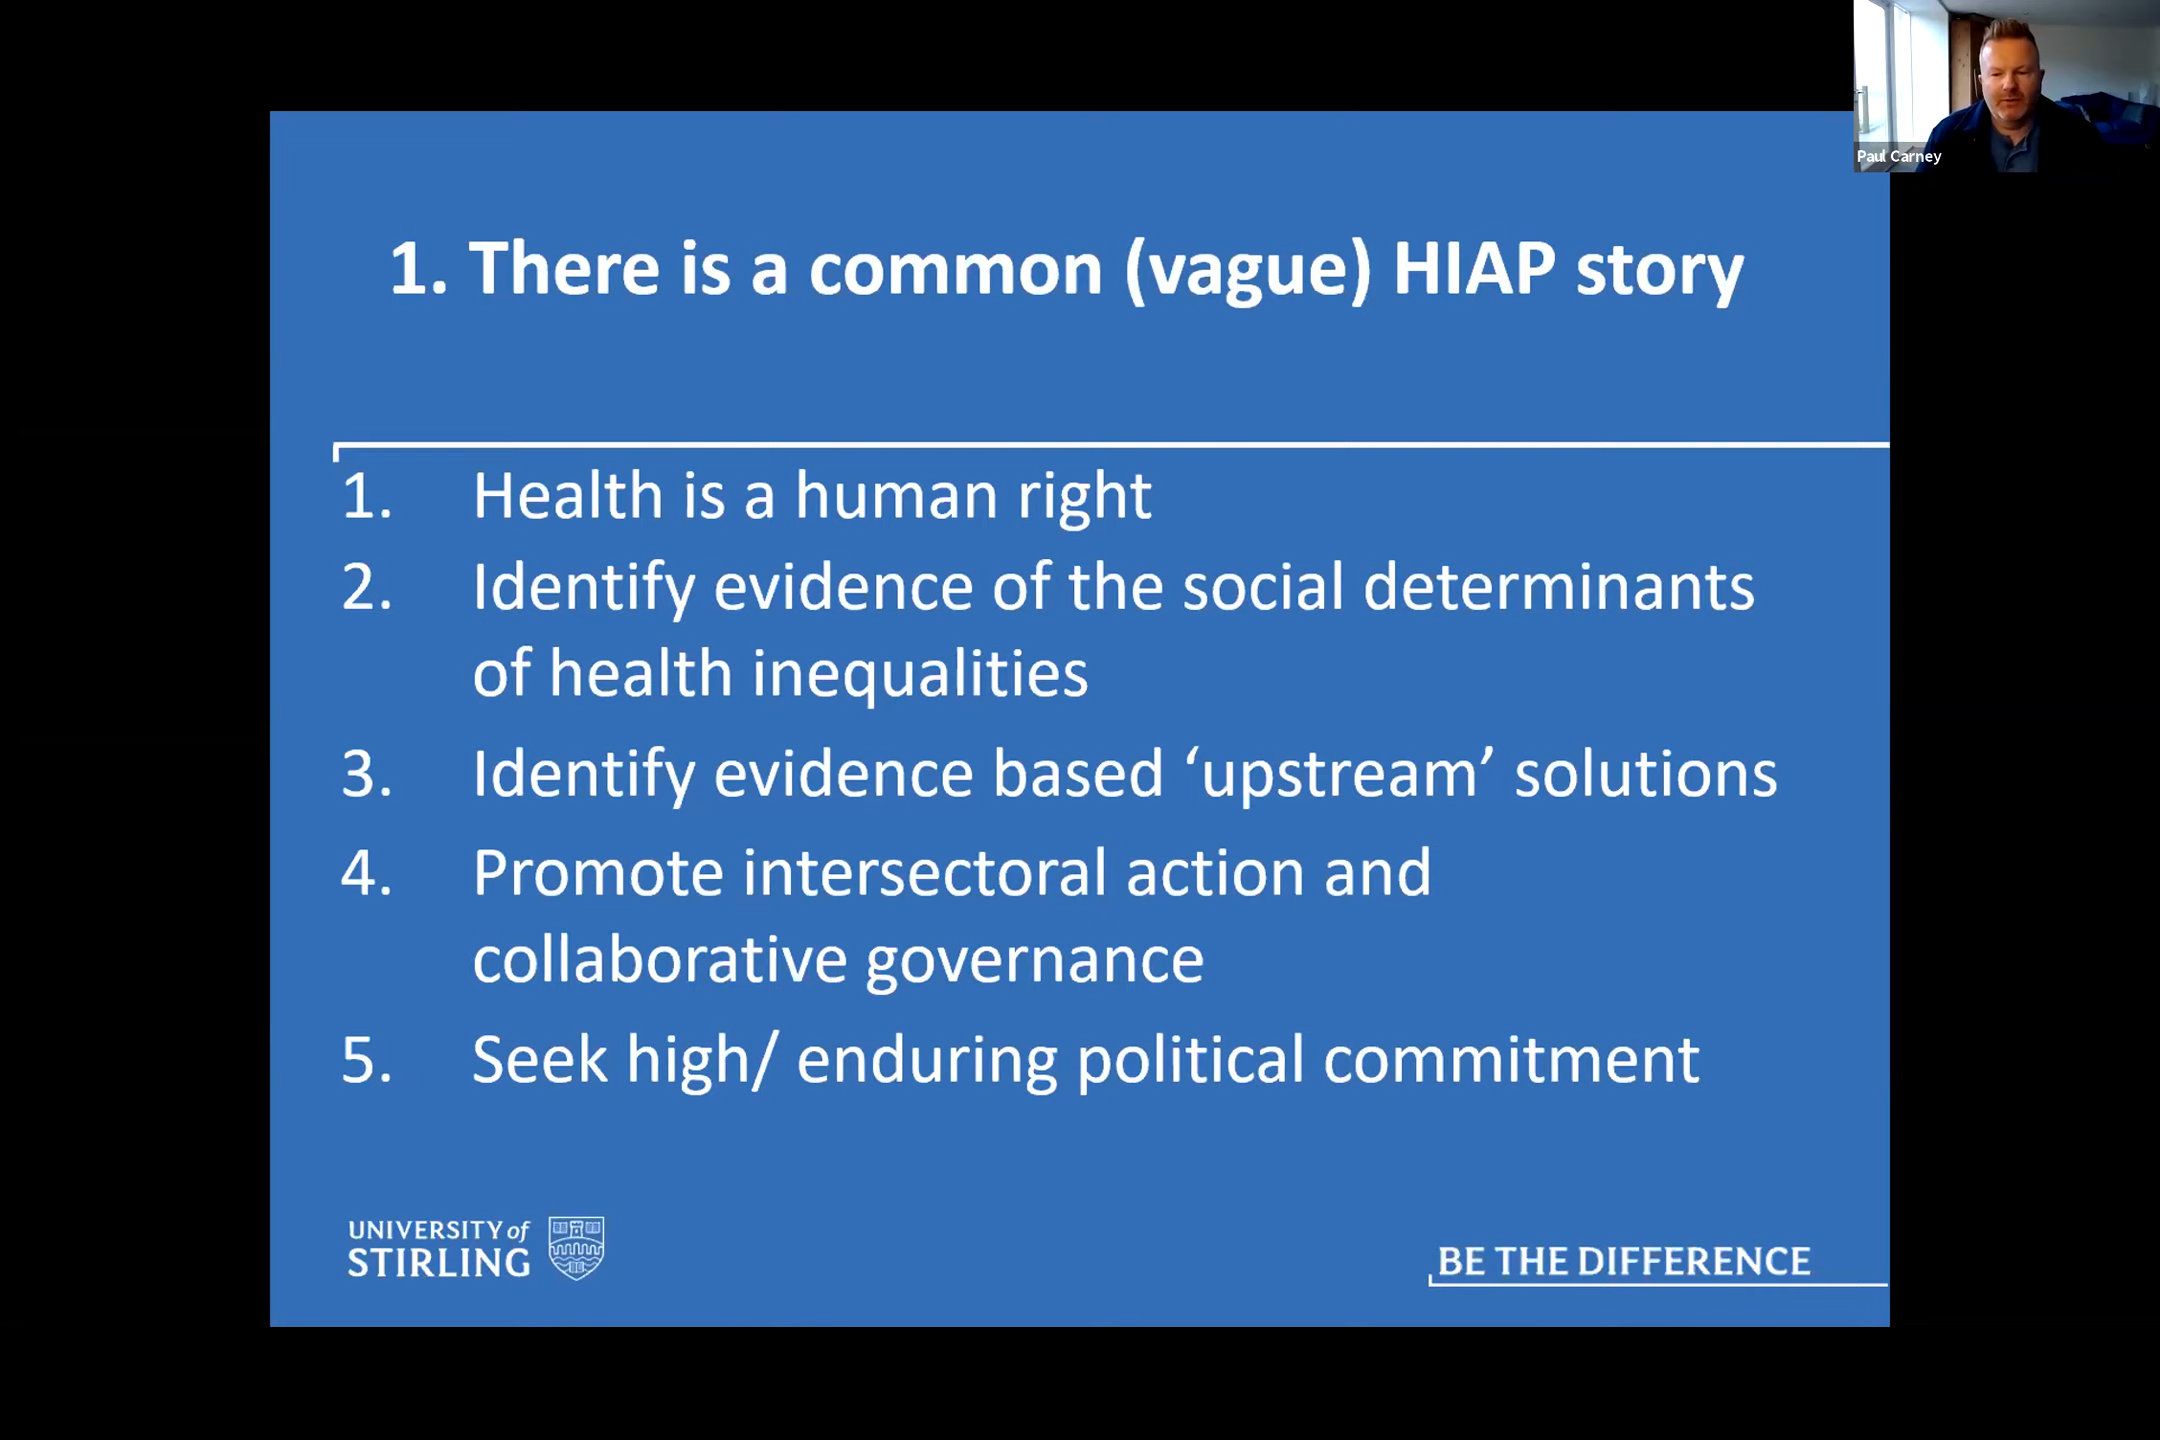 Paul Carney
1. There is a common (vague) HIAP story
1. Health is a human right
2. Identify evidence of the social determinants
of health inequalities
3. Identify evidence based ‘upstream’ solutions
4. Promote intersectoral action and
collaborative governance
5. Seek high/ enduring political commitment
UNIVERSITY of
STIRLING
BE THE DIFFERENCE